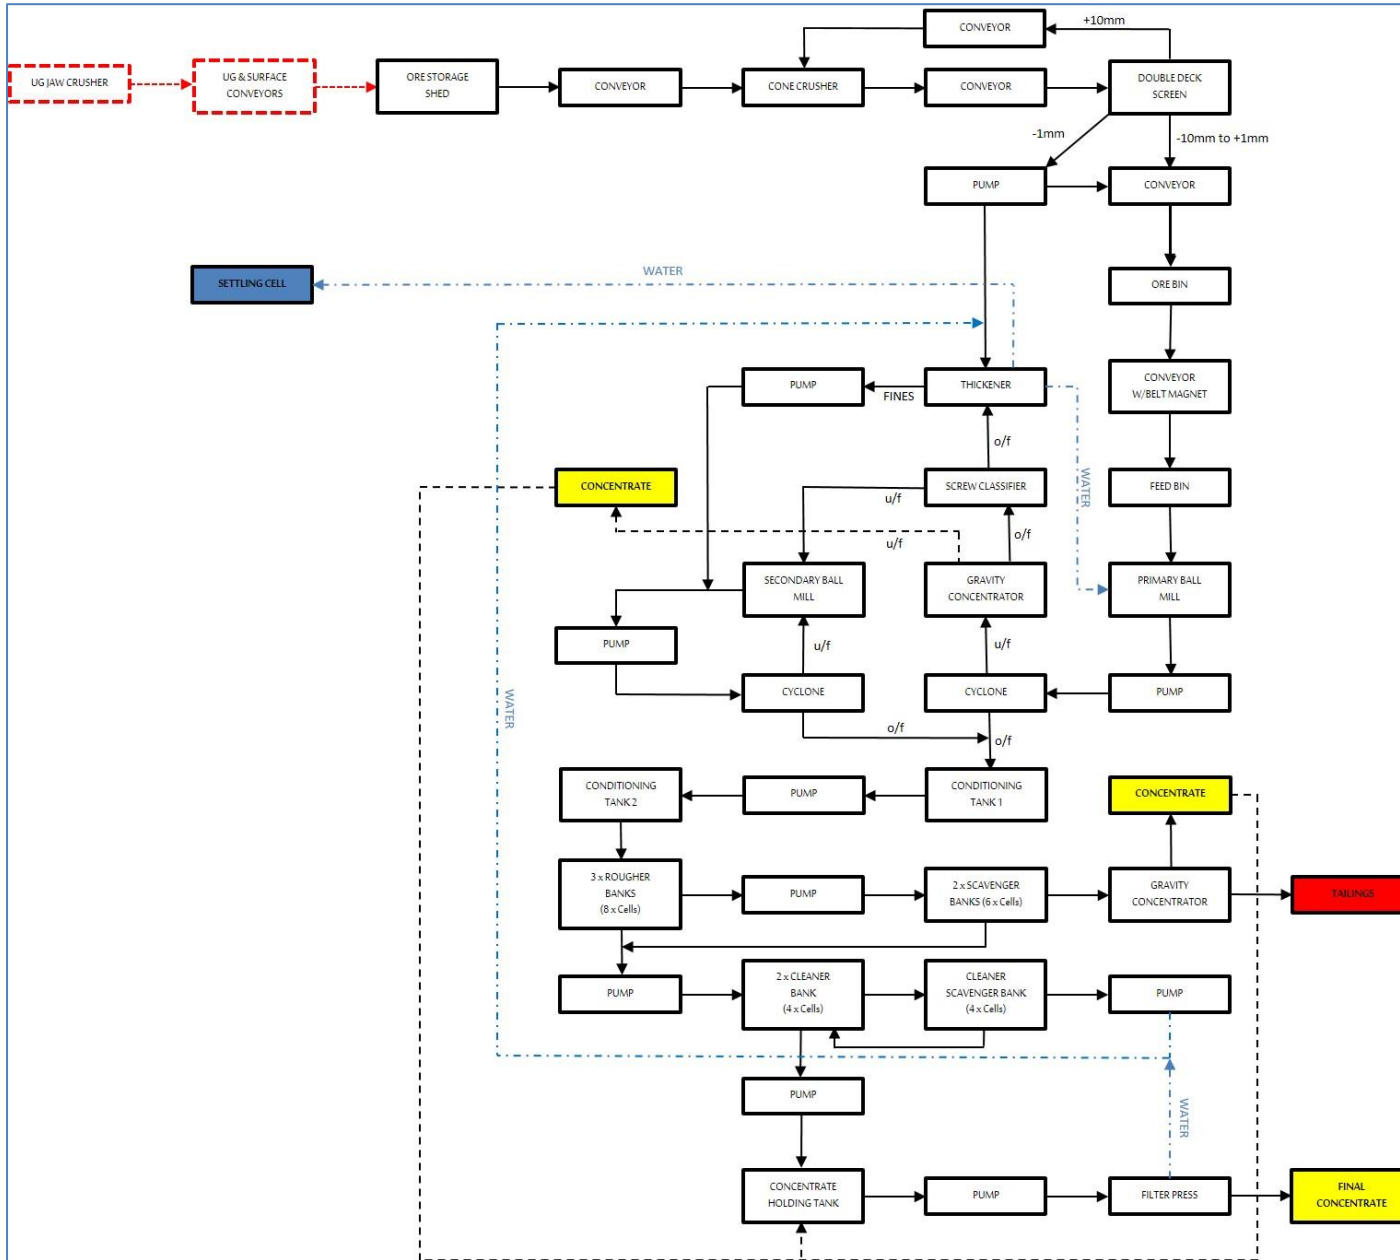 CONVEYOR
+10mm
UG JAW CRUSHER
UG & SURFACE
CONVEYORS
ORE STORAGE
SHED
CONVEYOR
CONE CRUSHER
CONVEYOR
DOUBLE DECK
SCREEN
-1mm
-10mm to +1mm
PUMP
CONVEYOR
SETTLING CELL
WATER
ORE BIN
PUMP
FINES
THICKENER
CONVEYOR
W/BELT MAGNET
o/f
WATER
CONCENTRATE
u/f
SCREW CLASSIFIER
FEED BIN
u/f
o/f
SECONDARY BALL
MILL
GRAVITY
CONCENTRATOR
PRIMARY BALL
MILL
PUMP
u/f
u/f
CYCLONE
CYCLONE
PUMP
WATER
o/f
o/f
CONDITIONING
TANK 2
PUMP
CONDITIONING
TANK 1
CONCENTRATE
3 x ROUGHER
BANKS
(8 x Cells)
PUMP
2 x SCAVENGER
BANKS (6 x Cells)
GRAVITY
CONCENTRATOR
TAILINGS
PUMP
2 x CLEANER
BANK
(4 x Cells)
CLEANER
SCAVENGER BANK
(4 x Cells)
PUMP
PUMP
WATER
CONCENTRATE
HOLDING TANK
PUMP
FILTER PRESS
FINAL
CONCENTRATE